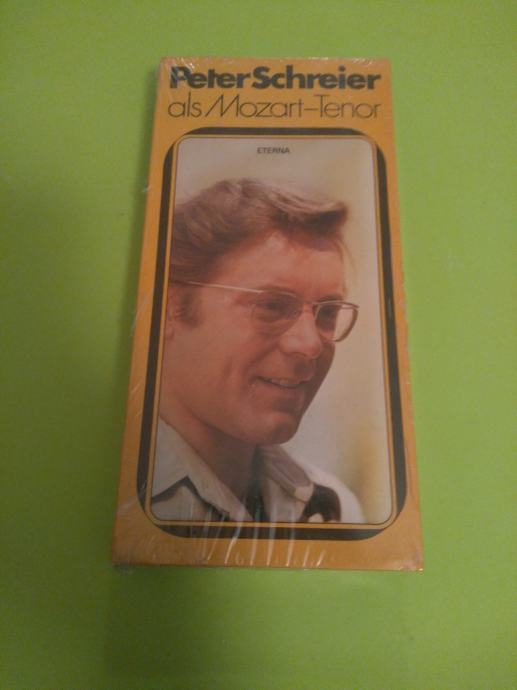 Peter Schreier
als Mozart-Tenor
ETERNA